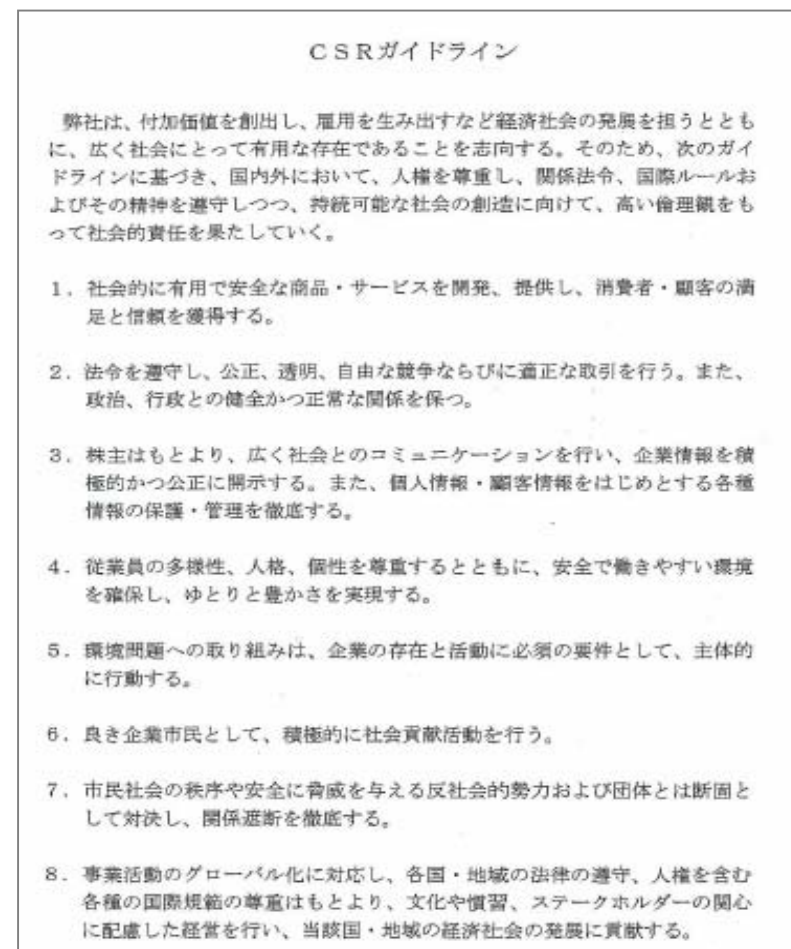 CSRガイドライン
弊社は、付加価値を創出し、雇用を生み出すなど経済社会の発展を担うととも
に、広く社会にとって有用な存在であることを志向する。そのため、次のガイ
ドラインに基づき、国内外において、人権を尊重し、関係法令、国際ルールお
よびその精神を遵守しつつ、持続可能な社会の創造に向けて、高い倫理観をも
って社会的責任を果たしていく。
1．社会的に有用で安全な商品・サービスを開発、提供し、消費者・顧客の満
足と信頼を獲得する。
2．法令を遵守し、公正、透明、自由な競争ならびに適正な取引を行う。また、
政治、行政との健全かつ正常な関係を保つ。
3．株主はもとより、広く社会とのコミュニケーションを行い、企業情報を積
極的かつ公正に開示する。また、個人情報・顧客情報をはじめとする各種
情報の保護・管理を徹底する。
4．従業員の多様性、人格、個性を尊重するとともに、安全で働きやすい環境
を確保し、ゆとりと豊かさを実現する。
5．環境問題への取り組みは、企業の存在と活動に必須の要件として、主体的
に行動する。
6．良き企業市民として、積極的に社会貢献活動を行う。
7．市民社会の秩序や安全に脅威を与える反社会的勢力および団体とは断固と
して対決し、関係遮断を徹底する。
8．事業活動のグローバル化に対応し、各国・地域の法律の遵守、人権を含む
各種の国際規範の尊重はもとより、文化や慣習、ステークホルダーの関心
に配慮した経営を行い、当該国・地域の経済社会の発展に貢献する。